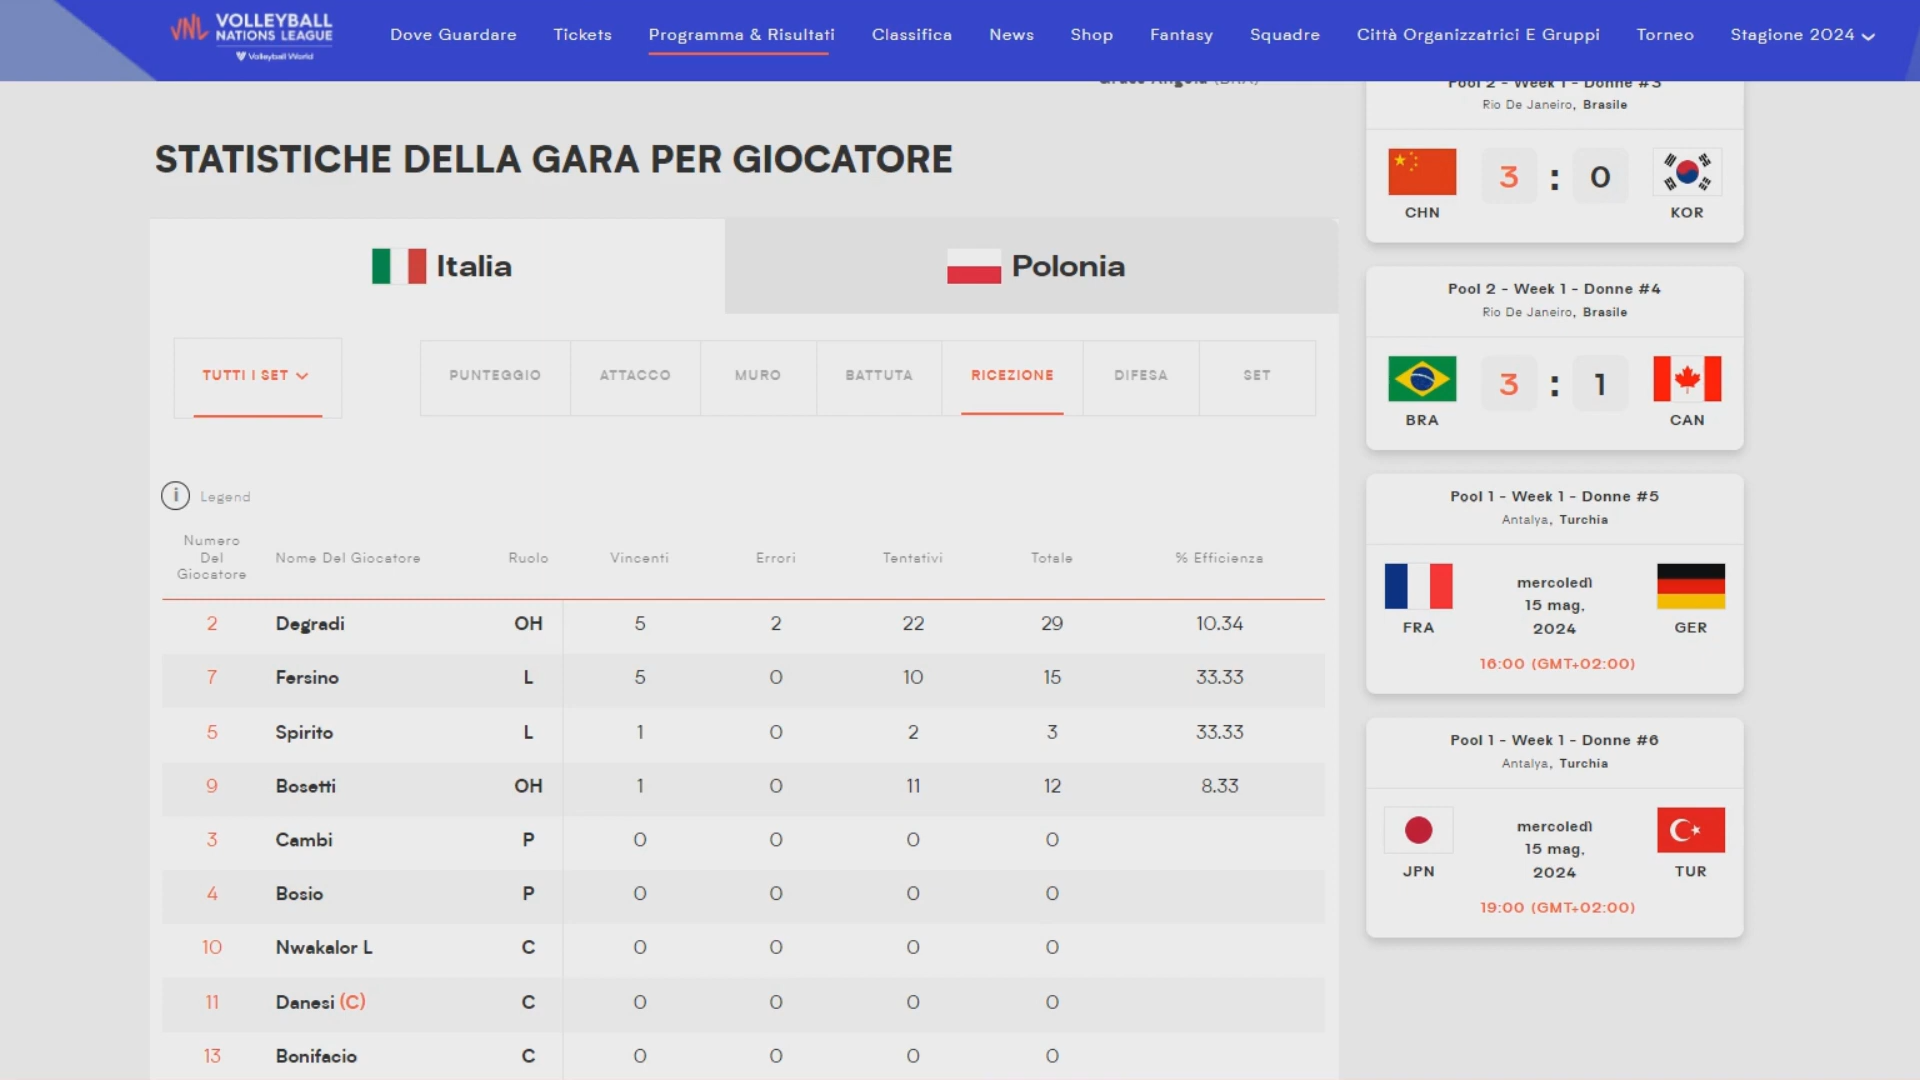 VOLLEYBALL
NATIONS LEAGUE
Volleyball World
Dove Guardare
Tickets
Programma & Risultati
Classifica
News
Shop
Fantasy
Squadre
Città Organizzatrici E Gruppi
Torneo
Stagione 2024
STATISTICHE DELLA GARA PER GIOCATORE
Italia
Polonia
TUTTI I SET
PUNTEGGIO
ATTACCO
MURO
BATTUTA
RICEZIONE
DIFESA
SET
i Legend
Numero Del Giocatore Nome Del Giocatore Ruolo Vincenti Errori Tentativi Totale % Efficienza
2 Degradi OH 5 2 22 29 10.34
7 Fersino L 5 0 10 15 33.33
5 Spirito L 1 0 2 3 33.33
9 Bosetti OH 1 0 11 12 8.33
3 Cambi P 0 0 0 0
4 Bosio P 0 0 0 0
10 Nwakalor L C 0 0 0 0
11 Danesi (C) C 0 0 0 0
13 Bonifacio C 0 0 0 0
Pool 2 - Week 1 - Donne #3
Rio De Janeiro, Brasile
3 : 0
CHN KOR
Pool 2 - Week 1 - Donne #4
Rio De Janeiro, Brasile
3 : 1
BRA CAN
Pool 1 - Week 1 - Donne #5
Antalya, Turchia
mercoledì
15 mag,
2024
FRA GER
16:00 (GMT+02:00)
Pool 1 - Week 1 - Donne #6
Antalya, Turchia
mercoledì
15 mag,
2024
JPN TUR
19:00 (GMT+02:00)